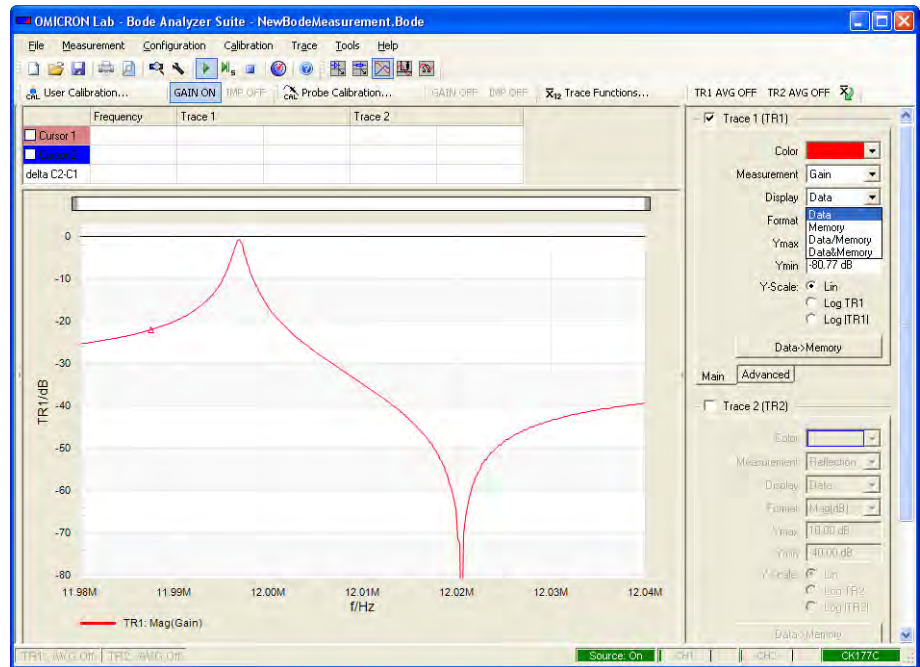 OMICRON Lab - Bode Analyzer Suite - NewBodeMeasurement.Bode
File Measurement Configuration Calibration Trace Tools Help
CAL User Calibration... GAIN ON IMP OFF CAL Probe Calibration... GAIN OFF IMP OFF X12 Trace Functions... TR1 AVG OFF TR2 AVG OFF
Frequency Trace 1 Trace 2
Cursor 1
Cursor 2
delta C2-C1
TR1/dB
0
-10
-20
-30
-40
-50
-60
-70
-80
11.98M 11.99M 12.00M 12.01M 12.02M 12.03M 12.04M
f/Hz
TR1: Mag(Gain)
Trace 1 (TR1)
Color
Measurement Gain
Display Data
Data
Memory
Data/Memory
Data&Memory
Format
Ymax
Ymin -80.77 dB
Y-Scale: Lin
Log TR1
Log |TR1|
Data->Memory
Main Advanced
Trace 2 (TR2)
Color
Measurement Reflection
Display Data
Format Mag(dB)
Ymax 10.00 dB
Ymin -40.00 dB
Y-Scale: Lin
Log TR2
Log |TR2|
Data->Memory
TR1: AVG Off TR2: AVG Off Source: On CH1 CH2 CK177C